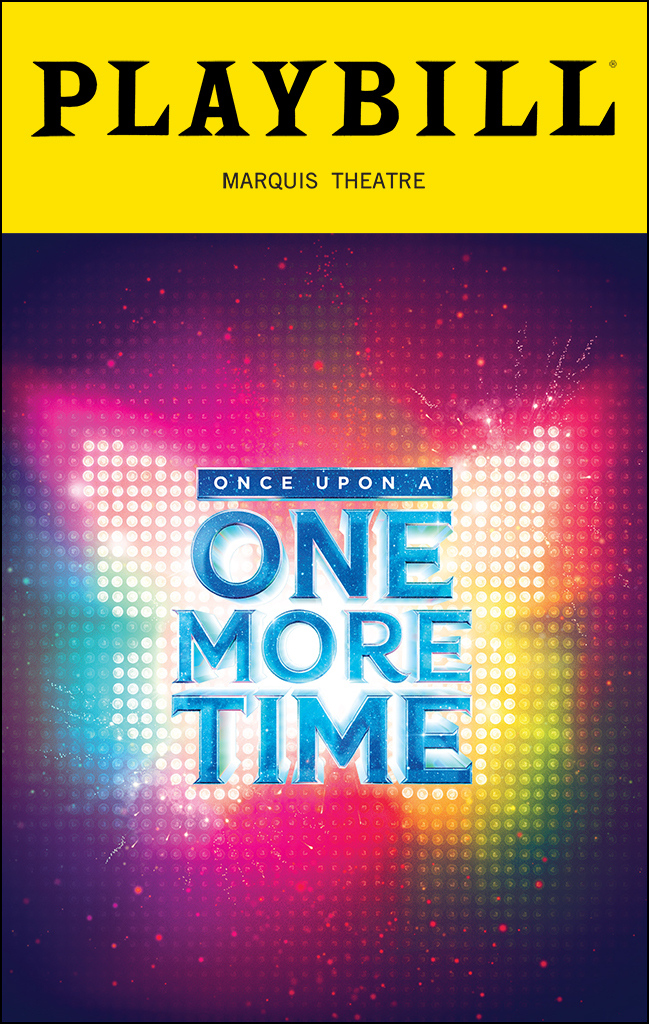 PLAYBILL®
MARQUIS THEATRE
ONCE UPON A
ONE
MORE
TIME